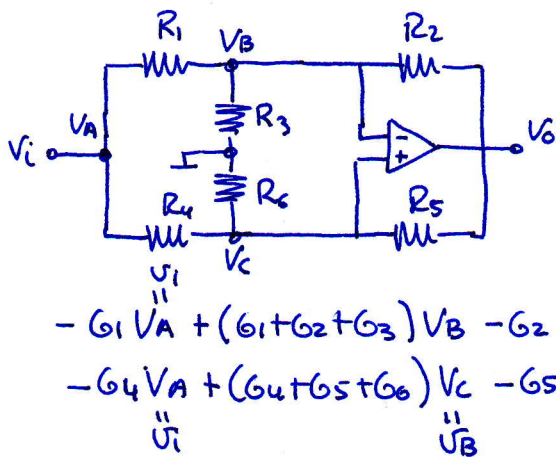 R1 VB R2
VA R3 - Vo
Vi +
R4 R6 R5
VC
Vi
=
- G1 VA + (G1+G2+G3) VB - G2
- G4 VA + (G4+G5+G6) VC - G5
= =
Vi VB